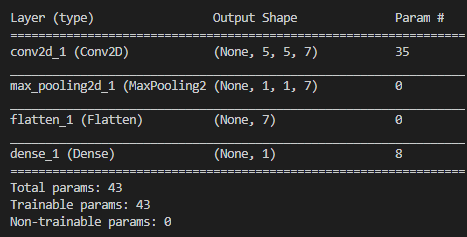 Layer (type) Output Shape Param #
=================================================================
conv2d_1 (Conv2D) (None, 5, 5, 7) 35
_________________________________________________________________
max_pooling2d_1 (MaxPooling2 (None, 1, 1, 7) 0
_________________________________________________________________
flatten_1 (Flatten) (None, 7) 0
_________________________________________________________________
dense_1 (Dense) (None, 1) 8
=================================================================
Total params: 43
Trainable params: 43
Non-trainable params: 0